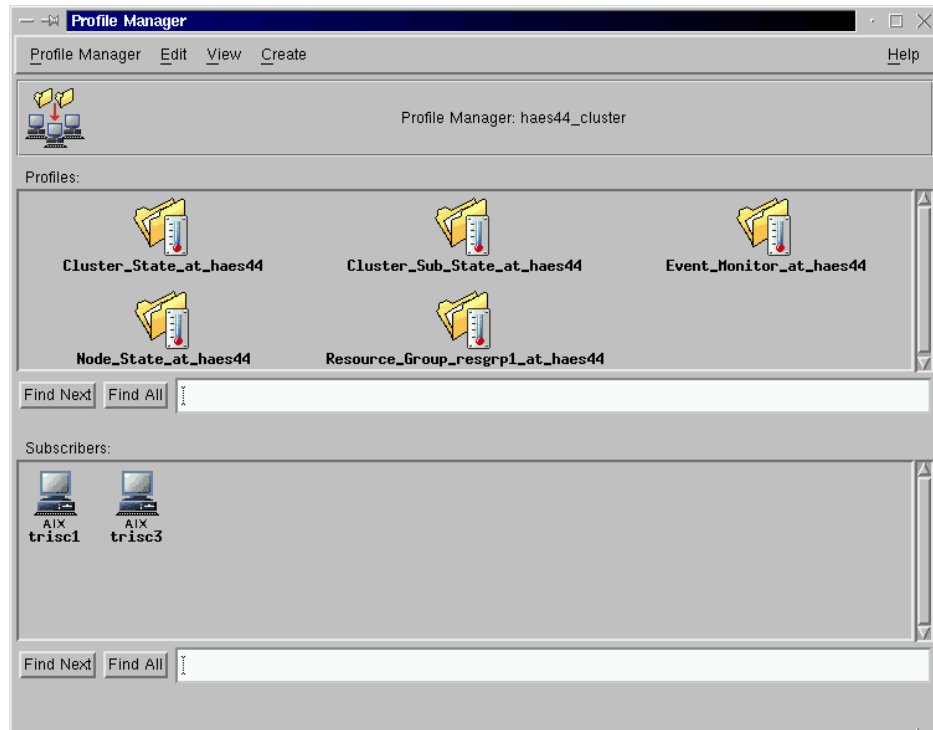 Profile Manager
Profile Manager Edit View Create Help
Profile Manager: haes44_cluster
Profiles:
Cluster_State_at_haes44 Cluster_Sub_State_at_haes44 Event_Monitor_at_haes44
Node_State_at_haes44 Resource_Group_resgrp1_at_haes44
Find Next Find All
Subscribers:
AIX AIX
trisc1 trisc3
Find Next Find All